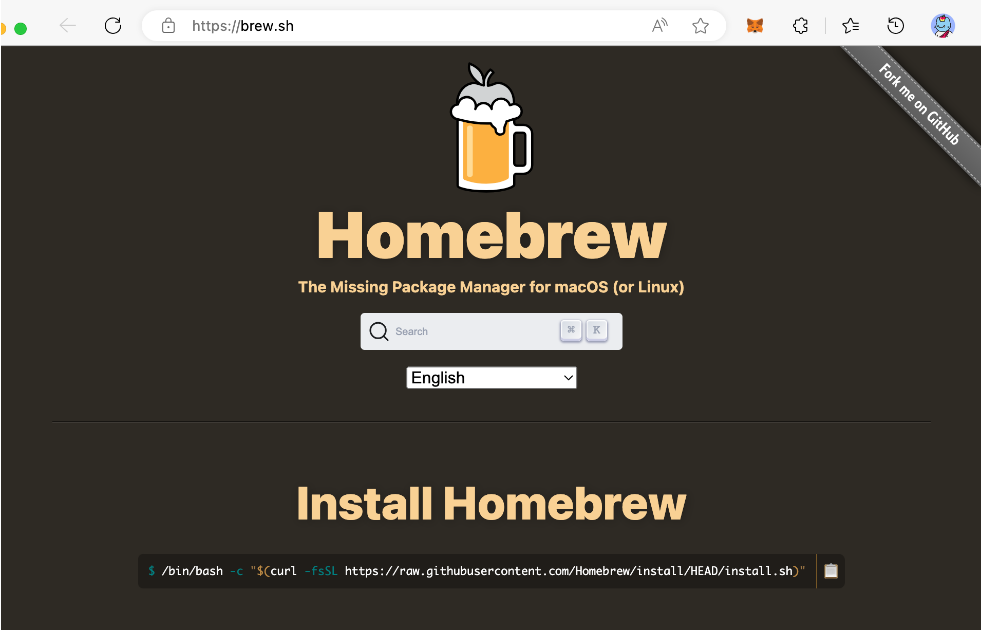 https://brew.sh
A
Fork me on GitHub
Homebrew
The Missing Package Manager for macOS (or Linux)
Search ⌘ K
English
Install Homebrew
$ /bin/bash -c "$(curl -fsSL https://raw.githubusercontent.com/Homebrew/install/HEAD/install.sh)"